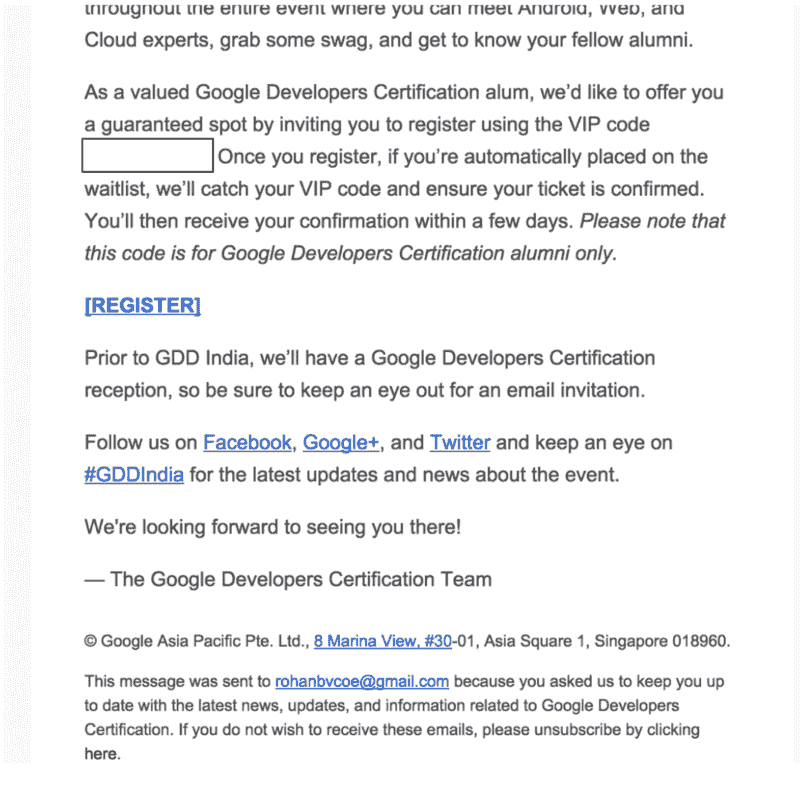 throughout the entire event where you can meet Android, Web, and
Cloud experts, grab some swag, and get to know your fellow alumni.
As a valued Google Developers Certification alum, we’d like to offer you
a guaranteed spot by inviting you to register using the VIP code
Once you register, if you’re automatically placed on the
waitlist, we’ll catch your VIP code and ensure your ticket is confirmed.
You’ll then receive your confirmation within a few days. Please note that
this code is for Google Developers Certification alumni only.
[REGISTER]
Prior to GDD India, we’ll have a Google Developers Certification
reception, so be sure to keep an eye out for an email invitation.
Follow us on Facebook, Google+, and Twitter and keep an eye on
#GDDIndia for the latest updates and news about the event.
We're looking forward to seeing you there!
— The Google Developers Certification Team
© Google Asia Pacific Pte. Ltd., 8 Marina View, #30-01, Asia Square 1, Singapore 018960.
This message was sent to rohanbvcoe@gmail.com because you asked us to keep you up
to date with the latest news, updates, and information related to Google Developers
Certification. If you do not wish to receive these emails, please unsubscribe by clicking
here.